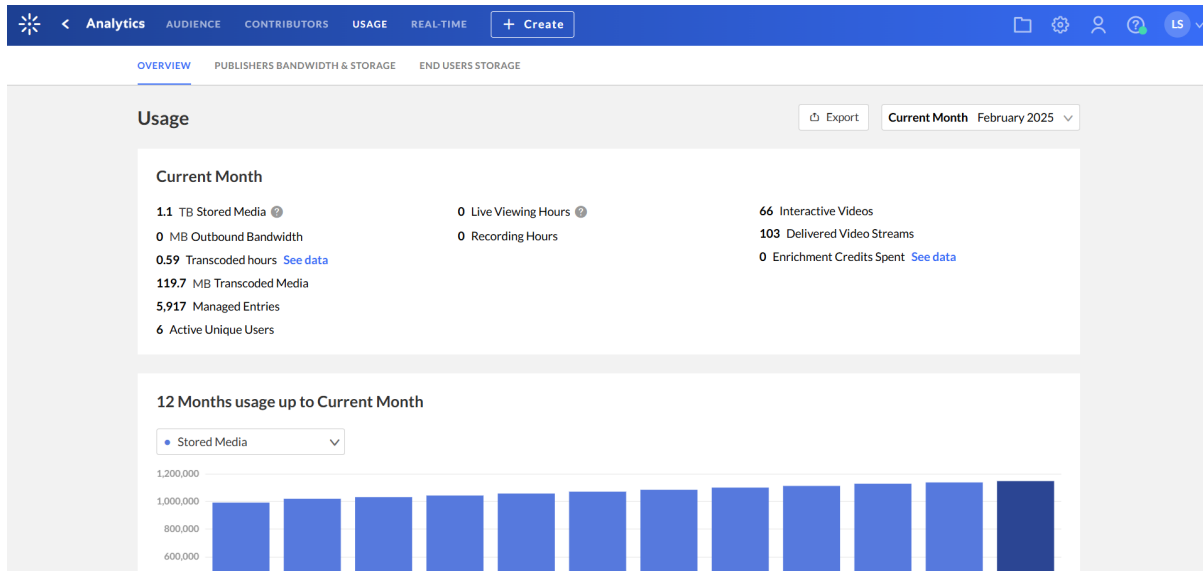 Analytics AUDIENCE CONTRIBUTORS USAGE REAL-TIME + Create LS
OVERVIEW PUBLISHERS BANDWIDTH & STORAGE END USERS STORAGE
Usage
Export
Current Month February 2025
Current Month
1.1 TB Stored Media ?
0 MB Outbound Bandwidth
0.59 Transcoded hours See data
119.7 MB Transcoded Media
5,917 Managed Entries
6 Active Unique Users
0 Live Viewing Hours ?
0 Recording Hours
66 Interactive Videos
103 Delivered Video Streams
0 Enrichment Credits Spent See data
12 Months usage up to Current Month
Stored Media
1,200,000
1,000,000
800,000
600,000